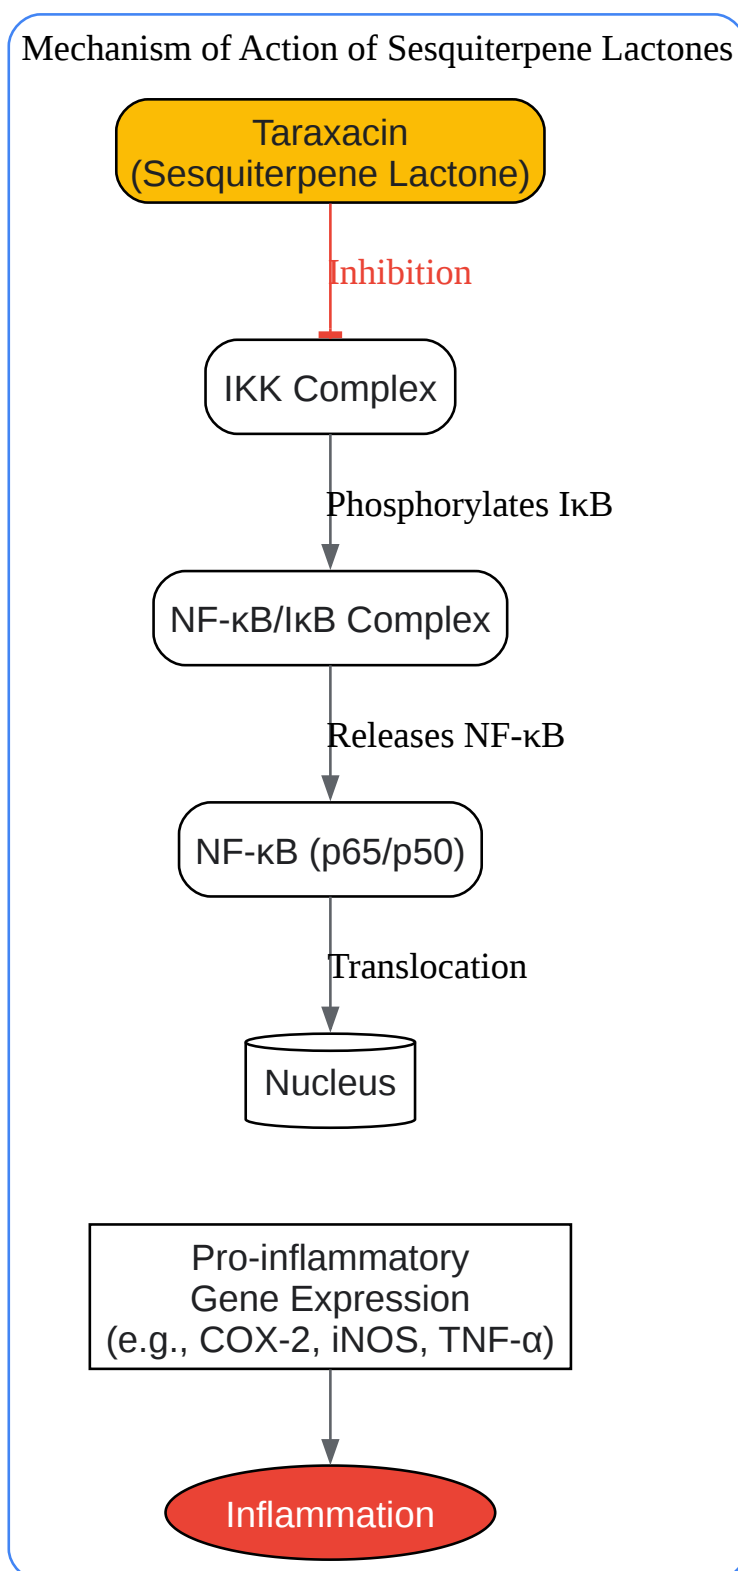 Mechanism of Action of Sesquiterpene Lactones
Taraxacin
(Sesquiterpene Lactone)
Inhibition
IKK Complex
Phosphorylates IκB
NF-κB/IκB Complex
Releases NF-κB
NF-κB (p65/p50)
Translocation
Nucleus
Pro-inflammatory
Gene Expression
(e.g., COX-2, iNOS, TNF-α)
Inflammation